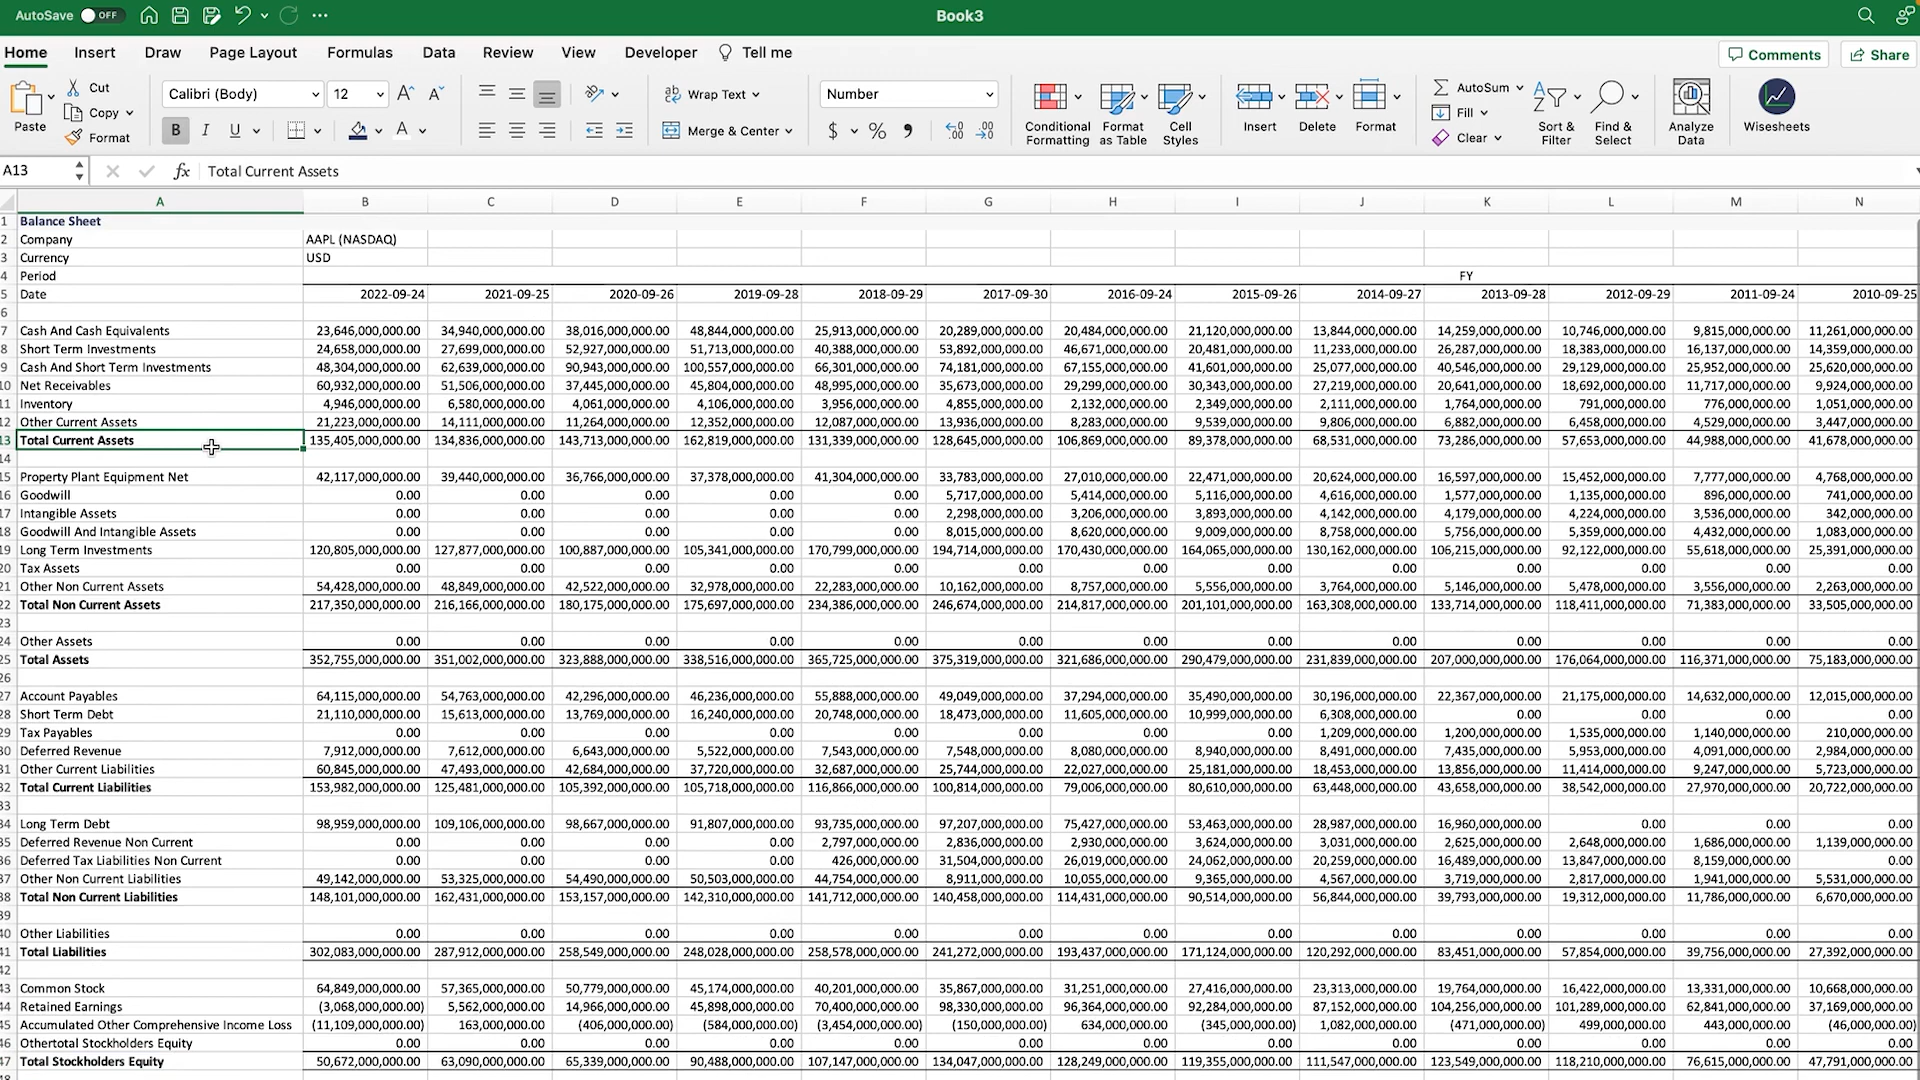 AutoSave OFF Book3
Home Insert Draw Page Layout Formulas Data Review View Developer Tell me Comments Share
Paste Cut Copy Format
Calibri (Body) 12 B I U A
Wrap Text Merge & Center
Number $ % 9
Conditional Formatting Format as Table Cell Styles
Insert Delete Format
AutoSum Fill Clear
Sort & Filter Find & Select
Analyze Data Wisesheets
A13 fx Total Current Assets
A B C D E F G H I J K L M N
1 Balance Sheet
2 Company AAPL (NASDAQ)
3 Currency USD
4 Period FY
5 Date 2022-09-24 2021-09-25 2020-09-26 2019-09-28 2018-09-29 2017-09-30 2016-09-24 2015-09-26 2014-09-27 2013-09-28 2012-09-29 2011-09-24 2010-09-25
6
7 Cash And Cash Equivalents 23,646,000,000.00 34,940,000,000.00 38,016,000,000.00 48,844,000,000.00 25,913,000,000.00 20,289,000,000.00 20,484,000,000.00 21,120,000,000.00 13,844,000,000.00 14,259,000,000.00 10,746,000,000.00 9,815,000,000.00 11,261,000,000.00
8 Short Term Investments 24,658,000,000.00 27,699,000,000.00 52,927,000,000.00 51,713,000,000.00 40,388,000,000.00 53,892,000,000.00 46,671,000,000.00 20,481,000,000.00 11,233,000,000.00 26,287,000,000.00 18,383,000,000.00 16,137,000,000.00 14,359,000,000.00
9 Cash And Short Term Investments 48,304,000,000.00 62,639,000,000.00 90,943,000,000.00 100,557,000,000.00 66,301,000,000.00 74,181,000,000.00 67,155,000,000.00 41,601,000,000.00 25,077,000,000.00 40,546,000,000.00 29,129,000,000.00 25,952,000,000.00 25,620,000,000.00
10 Net Receivables 60,932,000,000.00 51,506,000,000.00 37,445,000,000.00 45,804,000,000.00 48,995,000,000.00 35,673,000,000.00 29,299,000,000.00 30,343,000,000.00 27,219,000,000.00 20,641,000,000.00 18,692,000,000.00 11,717,000,000.00 9,924,000,000.00
11 Inventory 4,946,000,000.00 6,580,000,000.00 4,061,000,000.00 4,106,000,000.00 3,956,000,000.00 4,855,000,000.00 2,132,000,000.00 2,349,000,000.00 2,111,000,000.00 1,764,000,000.00 791,000,000.00 776,000,000.00 1,051,000,000.00
12 Other Current Assets 21,223,000,000.00 14,111,000,000.00 11,264,000,000.00 12,352,000,000.00 12,087,000,000.00 13,936,000,000.00 8,283,000,000.00 9,539,000,000.00 9,806,000,000.00 6,882,000,000.00 6,458,000,000.00 4,529,000,000.00 3,447,000,000.00
13 Total Current Assets 135,405,000,000.00 134,836,000,000.00 143,713,000,000.00 162,819,000,000.00 131,339,000,000.00 128,645,000,000.00 106,869,000,000.00 89,378,000,000.00 68,531,000,000.00 73,286,000,000.00 57,653,000,000.00 44,988,000,000.00 41,678,000,000.00
14
15 Property Plant Equipment Net 42,117,000,000.00 39,440,000,000.00 36,766,000,000.00 37,378,000,000.00 41,304,000,000.00 33,783,000,000.00 27,010,000,000.00 22,471,000,000.00 20,624,000,000.00 16,597,000,000.00 15,452,000,000.00 7,777,000,000.00 4,768,000,000.00
16 Goodwill 0.00 0.00 0.00 0.00 0.00 5,717,000,000.00 5,414,000,000.00 5,116,000,000.00 4,616,000,000.00 1,577,000,000.00 1,135,000,000.00 896,000,000.00 741,000,000.00
17 Intangible Assets 0.00 0.00 0.00 0.00 0.00 2,298,000,000.00 3,206,000,000.00 3,893,000,000.00 4,142,000,000.00 4,179,000,000.00 4,224,000,000.00 3,536,000,000.00 342,000,000.00
18 Goodwill And Intangible Assets 0.00 0.00 0.00 0.00 0.00 8,015,000,000.00 8,620,000,000.00 9,009,000,000.00 8,758,000,000.00 5,756,000,000.00 5,359,000,000.00 4,432,000,000.00 1,083,000,000.00
19 Long Term Investments 120,805,000,000.00 127,877,000,000.00 100,887,000,000.00 105,341,000,000.00 170,799,000,000.00 194,714,000,000.00 170,430,000,000.00 164,065,000,000.00 130,162,000,000.00 106,215,000,000.00 92,122,000,000.00 55,618,000,000.00 25,391,000,000.00
20 Tax Assets 0.00 0.00 0.00 0.00 0.00 0.00 0.00 0.00 0.00 0.00 0.00 0.00 0.00
21 Other Non Current Assets 54,428,000,000.00 48,849,000,000.00 42,522,000,000.00 32,978,000,000.00 22,283,000,000.00 10,162,000,000.00 8,757,000,000.00 5,556,000,000.00 3,764,000,000.00 5,146,000,000.00 5,478,000,000.00 3,556,000,000.00 2,263,000,000.00
22 Total Non Current Assets 217,350,000,000.00 216,166,000,000.00 180,175,000,000.00 175,697,000,000.00 234,386,000,000.00 246,674,000,000.00 214,817,000,000.00 201,101,000,000.00 163,308,000,000.00 133,714,000,000.00 118,411,000,000.00 71,383,000,000.00 33,505,000,000.00
23
24 Other Assets 0.00 0.00 0.00 0.00 0.00 0.00 0.00 0.00 0.00 0.00 0.00 0.00 0.00
25 Total Assets 352,755,000,000.00 351,002,000,000.00 323,888,000,000.00 338,516,000,000.00 365,725,000,000.00 375,319,000,000.00 321,686,000,000.00 290,479,000,000.00 231,839,000,000.00 207,000,000,000.00 176,064,000,000.00 116,371,000,000.00 75,183,000,000.00
26
27 Account Payables 64,115,000,000.00 54,763,000,000.00 42,296,000,000.00 46,236,000,000.00 55,888,000,000.00 49,049,000,000.00 37,294,000,000.00 35,490,000,000.00 30,196,000,000.00 22,367,000,000.00 21,175,000,000.00 14,632,000,000.00 12,015,000,000.00
28 Short Term Debt 21,110,000,000.00 15,613,000,000.00 13,769,000,000.00 16,240,000,000.00 20,748,000,000.00 18,473,000,000.00 11,605,000,000.00 10,999,000,000.00 6,308,000,000.00 0.00 0.00 0.00 0.00
29 Tax Payables 0.00 0.00 0.00 0.00 0.00 0.00 0.00 0.00 1,209,000,000.00 1,200,000,000.00 1,535,000,000.00 1,140,000,000.00 210,000,000.00
30 Deferred Revenue 7,912,000,000.00 7,612,000,000.00 6,643,000,000.00 5,522,000,000.00 7,543,000,000.00 7,548,000,000.00 8,080,000,000.00 8,940,000,000.00 8,491,000,000.00 7,435,000,000.00 5,953,000,000.00 4,091,000,000.00 2,984,000,000.00
31 Other Current Liabilities 60,845,000,000.00 47,493,000,000.00 42,684,000,000.00 37,720,000,000.00 32,687,000,000.00 25,744,000,000.00 22,027,000,000.00 25,181,000,000.00 18,453,000,000.00 13,856,000,000.00 11,414,000,000.00 9,247,000,000.00 5,723,000,000.00
32 Total Current Liabilities 153,982,000,000.00 125,481,000,000.00 105,392,000,000.00 105,718,000,000.00 116,866,000,000.00 100,814,000,000.00 79,006,000,000.00 80,610,000,000.00 63,448,000,000.00 43,658,000,000.00 38,542,000,000.00 27,970,000,000.00 20,722,000,000.00
33
34 Long Term Debt 98,959,000,000.00 109,106,000,000.00 98,667,000,000.00 91,807,000,000.00 93,735,000,000.00 97,207,000,000.00 75,427,000,000.00 53,463,000,000.00 28,987,000,000.00 16,960,000,000.00 0.00 0.00 0.00
35 Deferred Revenue Non Current 0.00 0.00 0.00 0.00 2,797,000,000.00 2,836,000,000.00 2,930,000,000.00 3,624,000,000.00 3,031,000,000.00 2,625,000,000.00 2,648,000,000.00 1,686,000,000.00 1,139,000,000.00
36 Deferred Tax Liabilities Non Current 0.00 0.00 0.00 0.00 426,000,000.00 31,504,000,000.00 26,019,000,000.00 24,062,000,000.00 20,259,000,000.00 16,489,000,000.00 13,847,000,000.00 8,159,000,000.00 0.00
37 Other Non Current Liabilities 49,142,000,000.00 53,325,000,000.00 54,490,000,000.00 50,503,000,000.00 44,754,000,000.00 8,911,000,000.00 10,055,000,000.00 9,365,000,000.00 4,567,000,000.00 3,719,000,000.00 2,817,000,000.00 1,941,000,000.00 5,531,000,000.00
38 Total Non Current Liabilities 148,101,000,000.00 162,431,000,000.00 153,157,000,000.00 142,310,000,000.00 141,712,000,000.00 140,458,000,000.00 114,431,000,000.00 90,514,000,000.00 56,844,000,000.00 39,793,000,000.00 19,312,000,000.00 11,786,000,000.00 6,670,000,000.00
39
40 Other Liabilities 0.00 0.00 0.00 0.00 0.00 0.00 0.00 0.00 0.00 0.00 0.00 0.00 0.00
41 Total Liabilities 302,083,000,000.00 287,912,000,000.00 258,549,000,000.00 248,028,000,000.00 258,578,000,000.00 241,272,000,000.00 193,437,000,000.00 171,124,000,000.00 120,292,000,000.00 83,451,000,000.00 57,854,000,000.00 39,756,000,000.00 27,392,000,000.00
42
43 Common Stock 64,849,000,000.00 57,365,000,000.00 50,779,000,000.00 45,174,000,000.00 40,201,000,000.00 35,867,000,000.00 31,251,000,000.00 27,416,000,000.00 23,313,000,000.00 19,764,000,000.00 16,422,000,000.00 13,331,000,000.00 10,668,000,000.00
44 Retained Earnings (3,068,000,000.00) 5,562,000,000.00 14,966,000,000.00 45,898,000,000.00 70,400,000,000.00 98,330,000,000.00 96,364,000,000.00 92,284,000,000.00 87,152,000,000.00 104,256,000,000.00 101,289,000,000.00 62,841,000,000.00 37,169,000,000.00
45 Accumulated Other Comprehensive Income Loss (11,109,000,000.00) 163,000,000.00 (406,000,000.00) (584,000,000.00) (3,454,000,000.00) (150,000,000.00) 634,000,000.00 (345,000,000.00) 1,082,000,000.00 (471,000,000.00) 499,000,000.00 443,000,000.00 (46,000,000.00)
46 Othertotal Stockholders Equity 0.00 0.00 0.00 0.00 0.00 0.00 0.00 0.00 0.00 0.00 0.00 0.00 0.00
47 Total Stockholders Equity 50,672,000,000.00 63,090,000,000.00 65,339,000,000.00 90,488,000,000.00 107,147,000,000.00 134,047,000,000.00 128,249,000,000.00 119,355,000,000.00 111,547,000,000.00 123,549,000,000.00 118,210,000,000.00 76,615,000,000.00 47,791,000,000.00